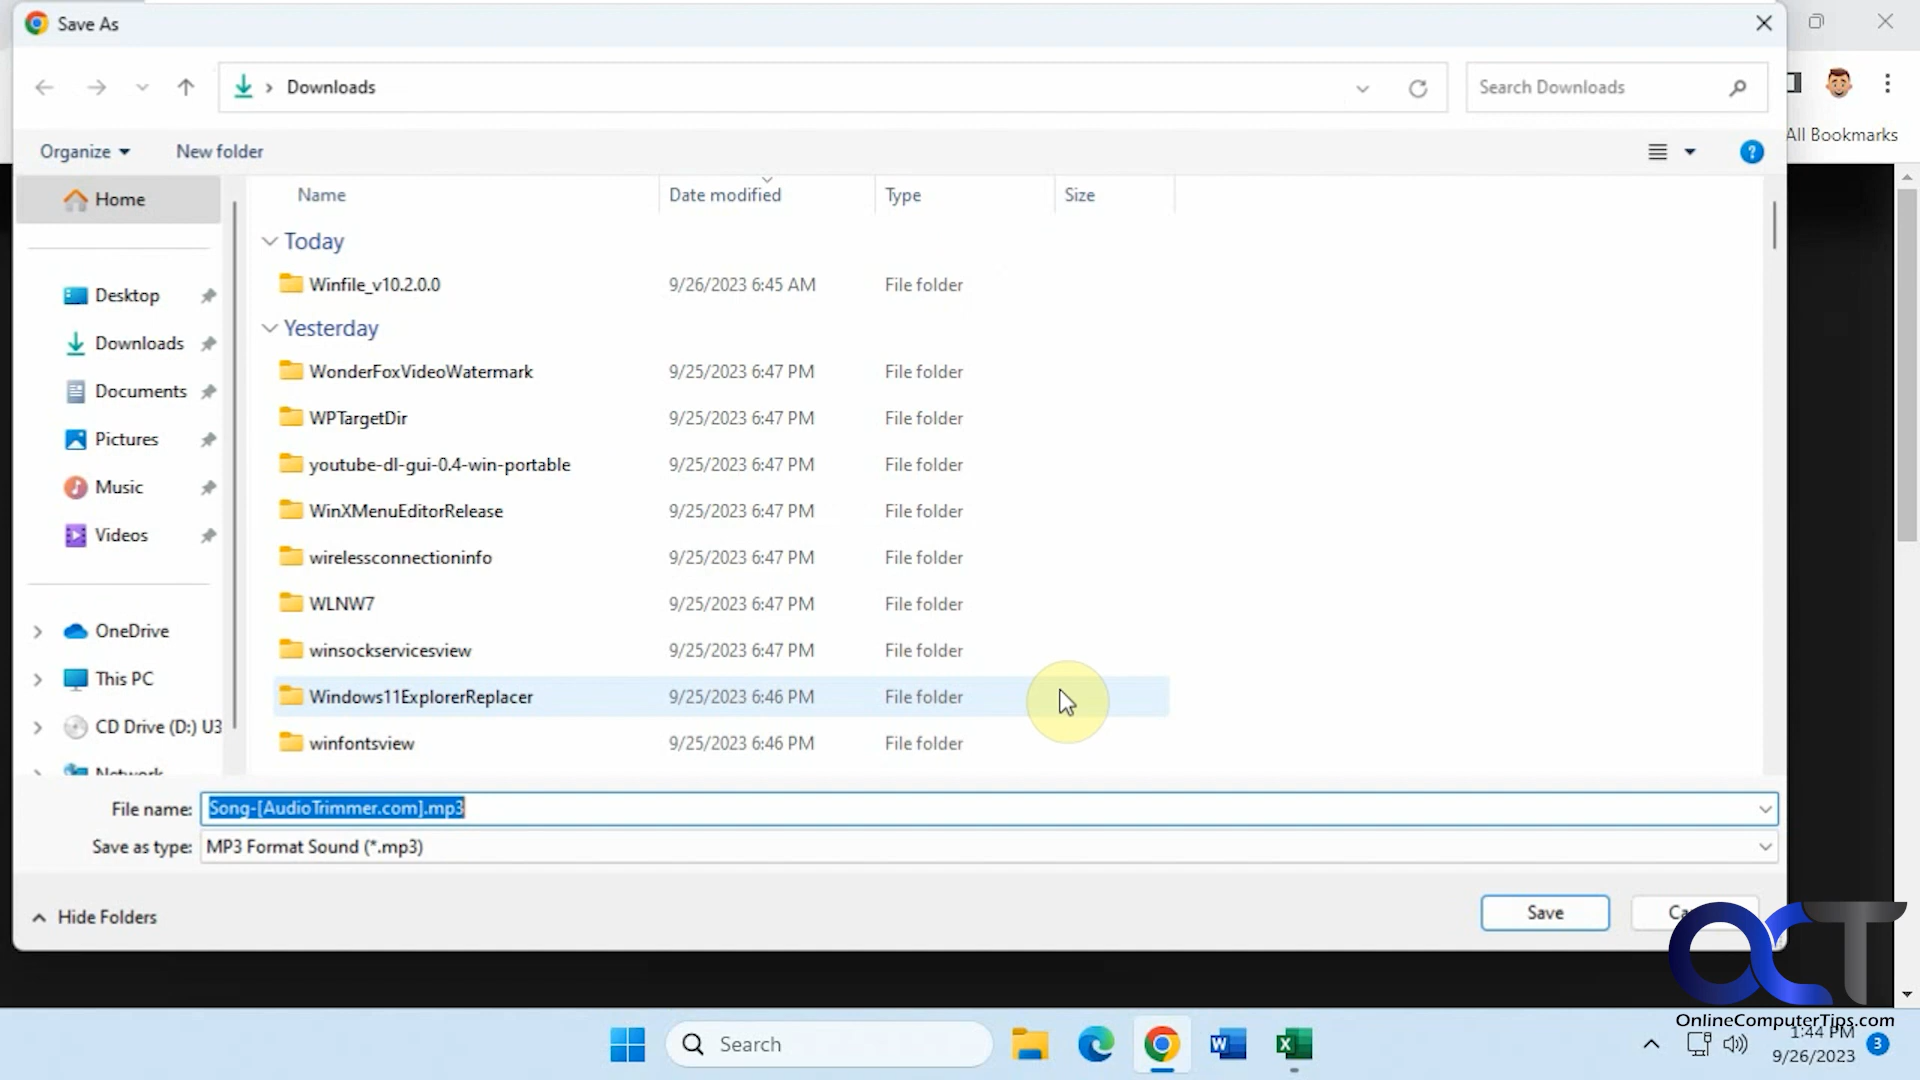 Save As
Downloads
Search Downloads
All Bookmarks
Organize
New folder
?
Home
Name
Date modified
Type
Size
Today
Winfile_v10.2.0.0
9/26/2023 6:45 AM
File folder
Yesterday
Desktop
Downloads
Documents
Pictures
Music
Videos
OneDrive
This PC
CD Drive (D:) U3
Network
WonderFoxVideoWatermark
9/25/2023 6:47 PM
File folder
WPTargetDir
9/25/2023 6:47 PM
File folder
youtube-dl-gui-0.4-win-portable
9/25/2023 6:47 PM
File folder
WinXMenuEditorRelease
9/25/2023 6:47 PM
File folder
wirelessconnectioninfo
9/25/2023 6:47 PM
File folder
WLNW7
9/25/2023 6:47 PM
File folder
winsockservicesview
9/25/2023 6:47 PM
File folder
Windows11ExplorerReplacer
9/25/2023 6:46 PM
File folder
winfontsview
9/25/2023 6:46 PM
File folder
File name:
Song-[AudioTrimmer.com].mp3
Save as type:
MP3 Format Sound (*.mp3)
Hide Folders
Save
OCT
OnlineComputerTips.com
Search
W
X
1:44 PM
9/26/2023
3